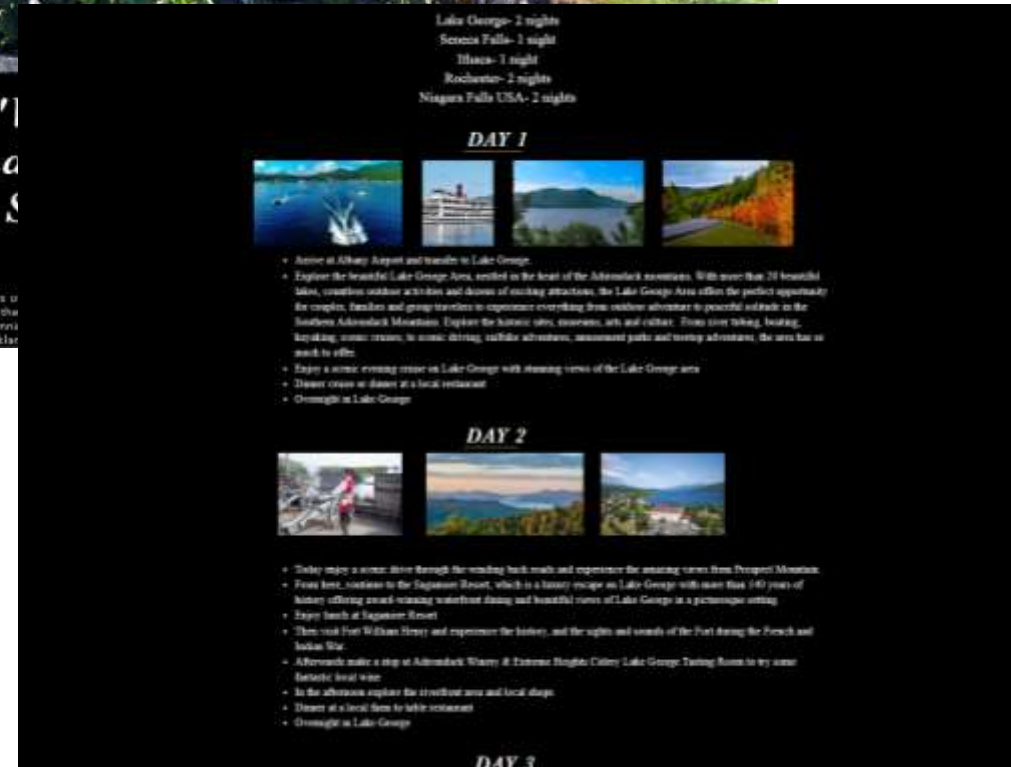 Lake George- 2 nights
Seneca Falls- 1 night
Ithaca- 1 night
Rochester- 2 nights
Niagara Falls USA- 2 nights
DAY 1
• Arrive at Albany Airport and transfer to Lake George.
• Explore the beautiful Lake George Area, nestled in the heart of the Adirondack mountains. With more than 20 beautiful
lakes, countless outdoor activities and dozens of exciting attractions, the Lake George Area offers the perfect opportunity
for couples, families and group travelers to experience everything from outdoor adventure to peaceful solitude in the
Southern Adirondack Mountains. Explore the historic sites, museums, arts and culture. From river tubing, boating,
kayaking, scenic cruises, to scenic driving, railbike adventures, amusement parks and treetop adventures, the area has so
much to offer.
• Enjoy a scenic evening cruise on Lake George with stunning views of the Lake George area
• Dinner cruise or dinner at a local restaurant
• Overnight in Lake George
DAY 2
• Today enjoy a scenic drive through the winding back roads and experience the amazing views from Prospect Mountain.
• From here, continue to the Sagamore Resort, which is a luxury escape on Lake George with more than 140 years of
history offering award-winning waterfront dining and beautiful views of Lake George in a picturesque setting
• Enjoy lunch at Sagamore Resort
• Then visit Fort William Henry and experience the history, and the sights and sounds of the Fort during the French and
Indian War.
• Afterwards make a stop at Adirondack Winery & Extreme Heights Cidery Lake George Tasting Room to try some
fantastic local wine
• In the afternoon explore the riverfront area and local shops
• Dinner at a local farm to table restaurant
• Overnight in Lake George
DAY 3